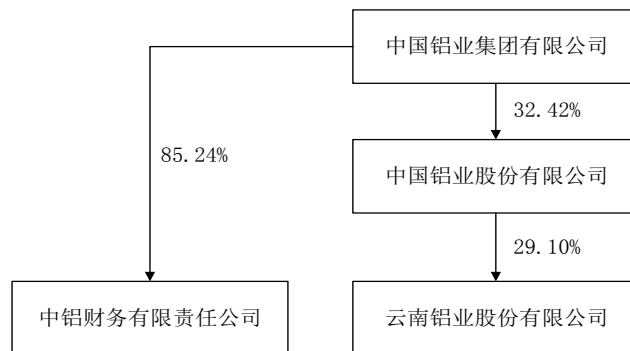 中国铝业集团有限公司
32.42%
85.24%
中国铝业股份有限公司
29.10%
中铝财务有限责任公司
云南铝业股份有限公司